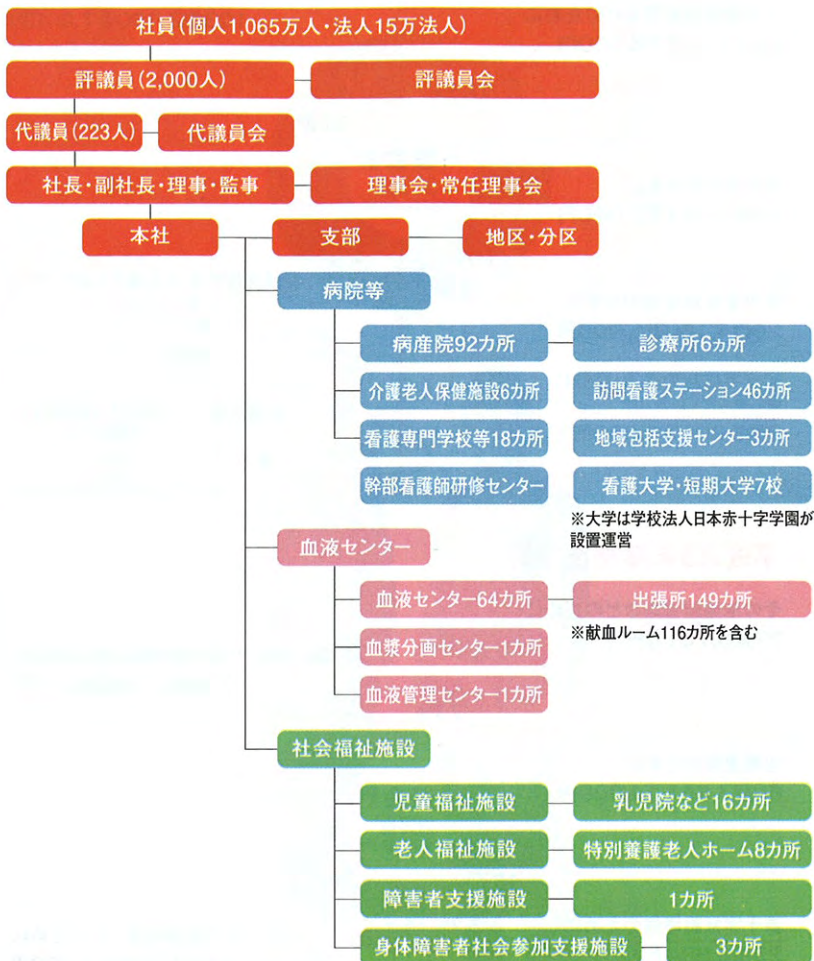 社員(個人1,065万人・法人15万法人)
評議員(2,000人)
評議員会
代議員(223人)
代議員会
社長・副社長・理事・監事
理事会・常任理事会
本社
支部
地区・分区
病院等
病産院92カ所
診療所6ヵ所
介護老人保健施設6カ所
訪問看護ステーション46カ所
看護専門学校等18カ所
地域包括支援センター3カ所
幹部看護師研修センター
看護大学・短期大学7校
※大学は学校法人日本赤十字学園が
設置運営
血液センター
血液センター64カ所
出張所149カ所
※献血ルーム116カ所を含む
血漿分画センター1カ所
血液管理センター1カ所
社会福祉施設
児童福祉施設
乳児院など16カ所
老人福祉施設
特別養護老人ホーム8カ所
障害者支援施設
1カ所
身体障害者社会参加支援施設
3カ所